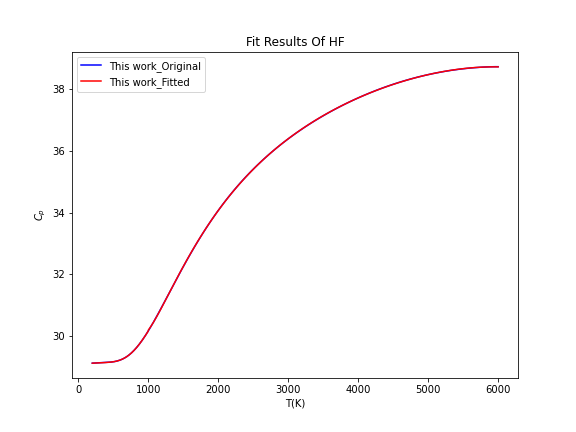 Fit Results Of HF
This work_Original
This work_Fitted
38
36
34
32
30
C_p
0 1000 2000 3000 4000 5000 6000
T(K)